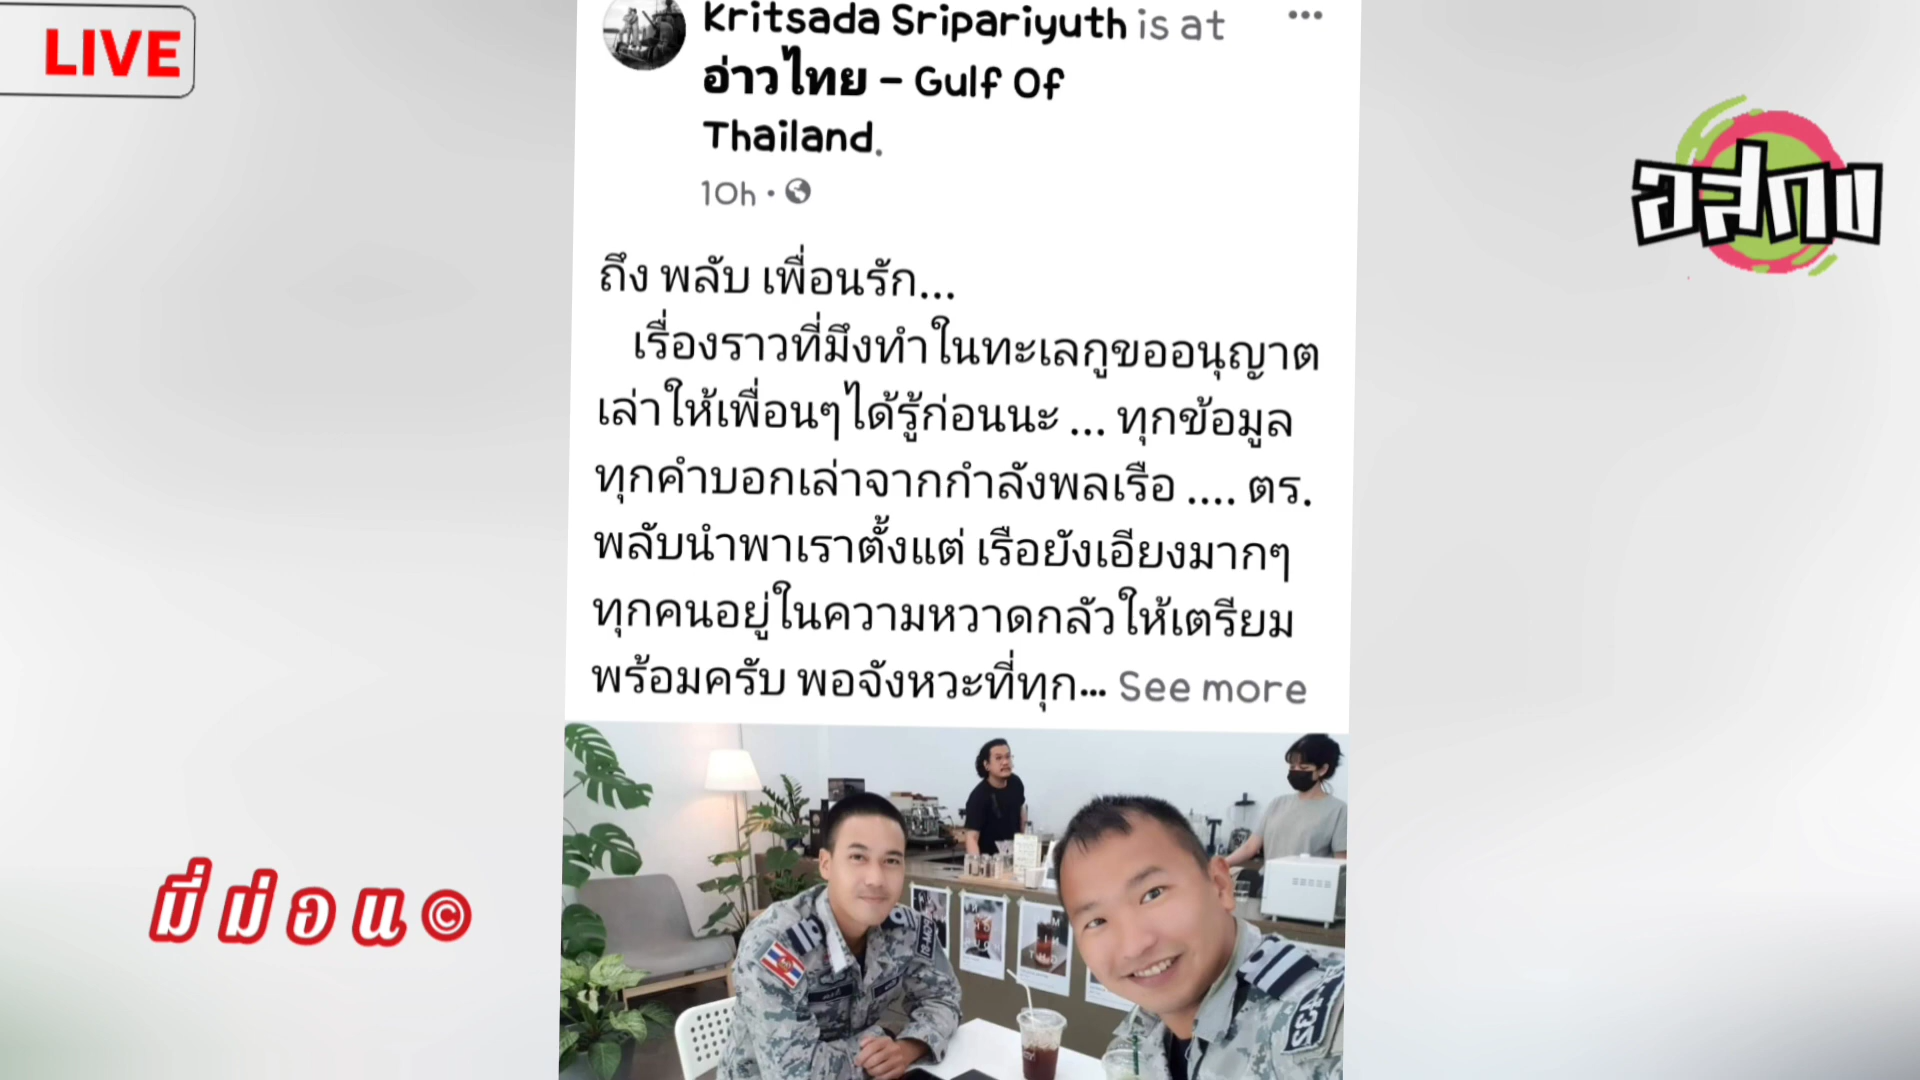 LIVE
Kritsada Sripariyuth is at
อ่าวไทย - Gulf Of
Thailand.
10h
ถึง พลับ เพื่อนรัก...
เรื่องราวที่มึงทำในทะเลกูขออนุญาต
เล่าให้เพื่อนๆได้รู้ก่อนนะ ... ทุกข้อมูล
ทุกคำบอกเล่าจากกำลังพลเรือ .... ตร.
พลับนำพาเราตั้งแต่ เรือยังเอียงมากๆ
ทุกคนอยู่ในความหวาดกลัวให้เตรียม
พร้อมครับ พอจังหวะที่ทุก... See more
อสกข
มี่ม่อน©